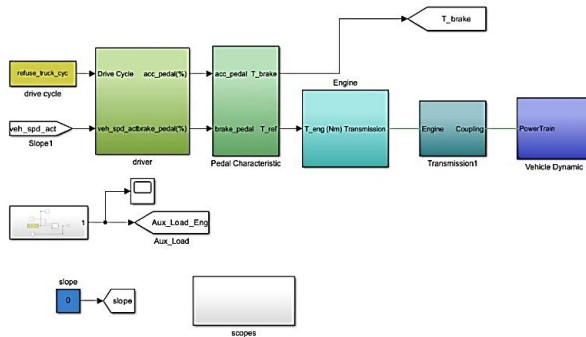 T_brake
Engine
refuse_truck_cyc
drive cycle
Drive Cycle acc_pedal(%)
veh_spd_act brake_pedal(%)
driver
acc_pedal T_brake
brake_pedal T_ref
Pedal Characteristic
T_eng (Nm) Transmission
Engine Coupling
Transmission1
PowerTrain
Vehicle Dynamic
veh_spd_act
Slope1
1
Aux_Load_Eng
Aux_Load
slope
0
slope
scopes